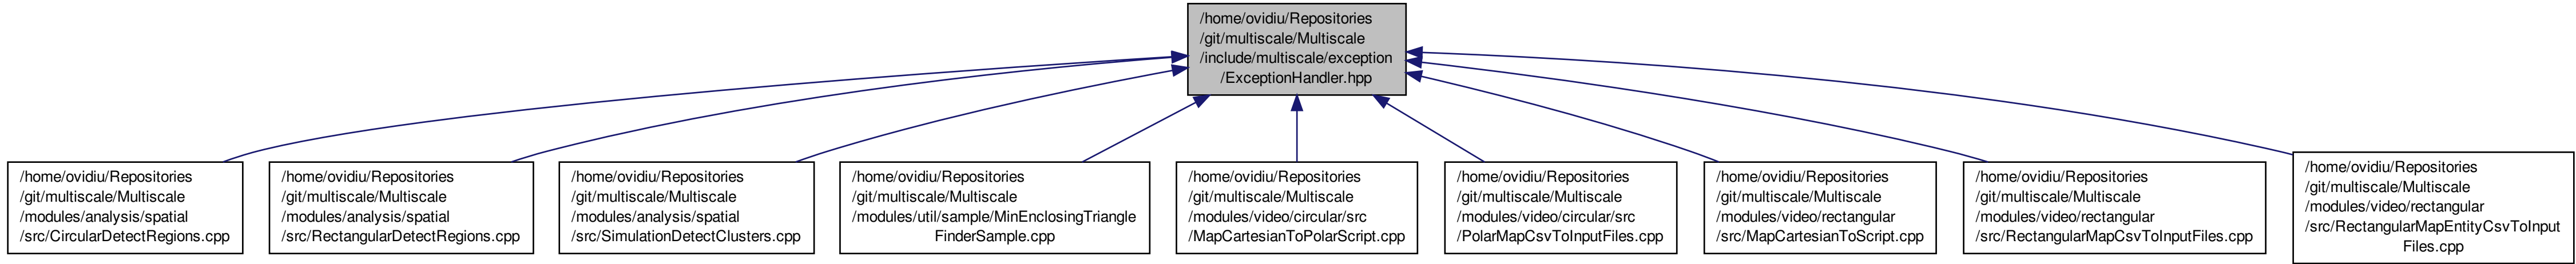 /home/ovidiu/Repositories
/git/multiscale/Multiscale
/include/multiscale/exception
/ExceptionHandler.hpp
/home/ovidiu/Repositories
/git/multiscale/Multiscale
/modules/analysis/spatial
/src/CircularDetectRegions.cpp
/home/ovidiu/Repositories
/git/multiscale/Multiscale
/modules/analysis/spatial
/src/RectangularDetectRegions.cpp
/home/ovidiu/Repositories
/git/multiscale/Multiscale
/modules/analysis/spatial
/src/SimulationDetectClusters.cpp
/home/ovidiu/Repositories
/git/multiscale/Multiscale
/modules/util/sample/MinEnclosingTriangle
FinderSample.cpp
/home/ovidiu/Repositories
/git/multiscale/Multiscale
/modules/video/circular/src
/MapCartesianToPolarScript.cpp
/home/ovidiu/Repositories
/git/multiscale/Multiscale
/modules/video/circular/src
/PolarMapCsvToInputFiles.cpp
/home/ovidiu/Repositories
/git/multiscale/Multiscale
/modules/video/rectangular
/src/MapCartesianToScript.cpp
/home/ovidiu/Repositories
/git/multiscale/Multiscale
/modules/video/rectangular
/src/RectangularMapCsvToInputFiles.cpp
/home/ovidiu/Repositories
/git/multiscale/Multiscale
/modules/video/rectangular
/src/RectangularMapEntityCsvToInput
Files.cpp